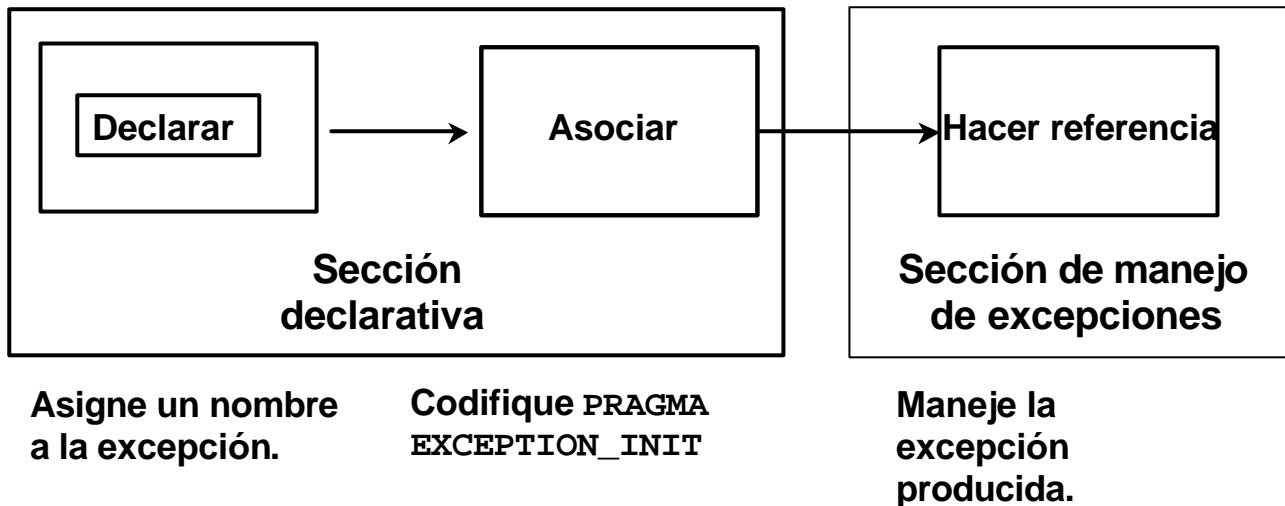 Declarar
Asociar
Hacer referencia
Sección
declarativa
Sección de manejo
de excepciones
Asigne un nombre
a la excepción.
Codifique PRAGMA
EXCEPTION_INIT
Maneje la
excepción
producida.